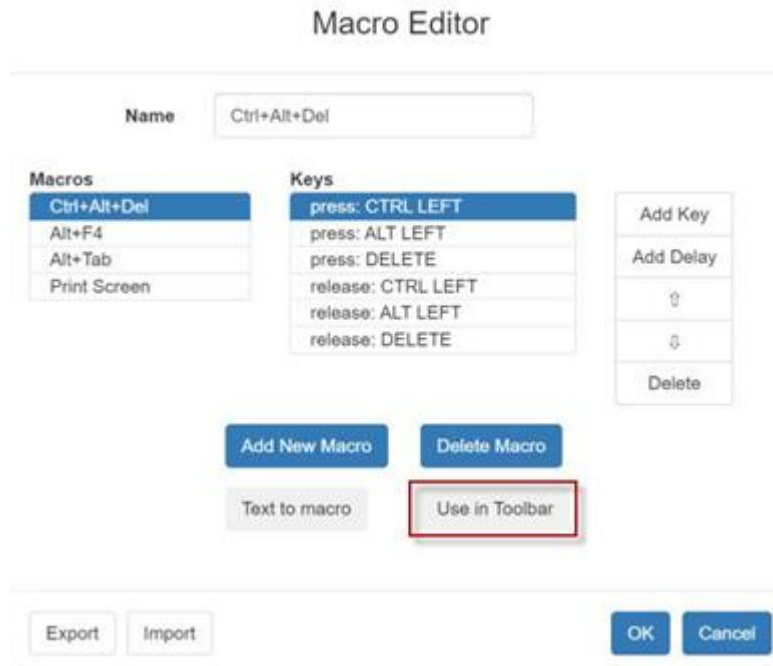 Macro Editor
Name
Ctrl+Alt+Del
Macros
Ctrl+Alt+Del
Alt+F4
Alt+Tab
Print Screen
Keys
press: CTRL LEFT
press: ALT LEFT
press: DELETE
release: CTRL LEFT
release: ALT LEFT
release: DELETE
Add Key
Add Delay
⇧
⇩
Delete
Add New Macro
Delete Macro
Text to macro
Use in Toolbar
Export
Import
OK
Cancel